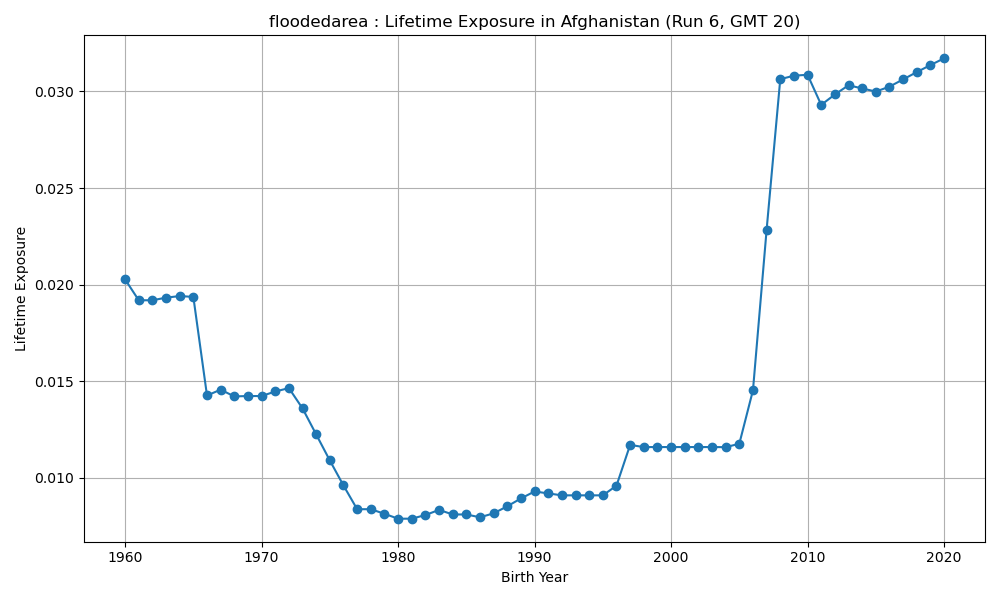 floodedarea : Lifetime Exposure in Afghanistan (Run 6, GMT 20)
Lifetime Exposure
0.030
0.025
0.020
0.015
0.010
1960 1970 1980 1990 2000 2010 2020
Birth Year